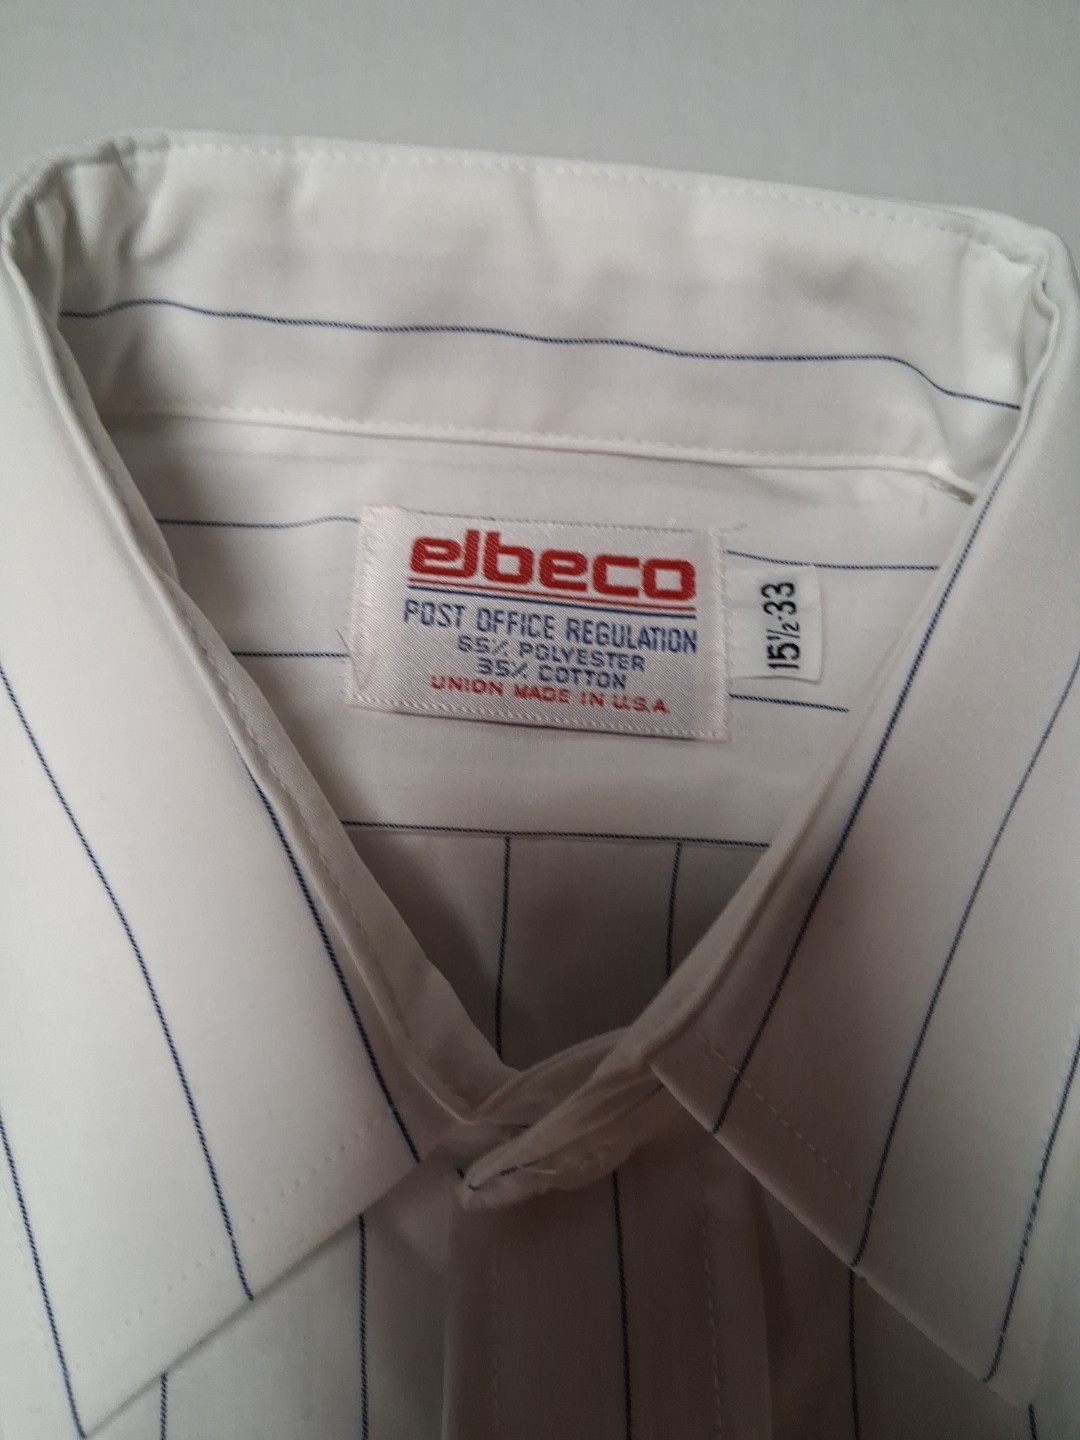 elbeco
POST OFFICE REGULATION
65% POLYESTER
35% COTTON
UNION MADE IN U.S.A.
15½-33